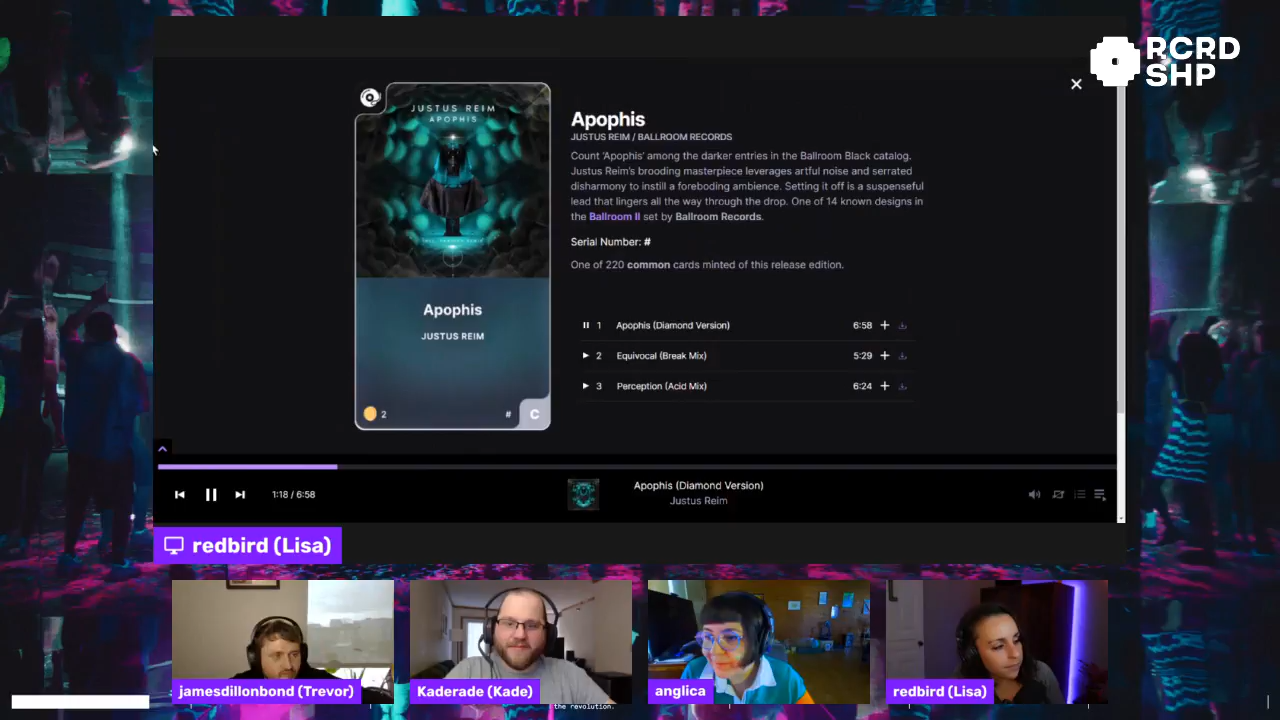 RCRD
SHP
JUSTUS REIM
APOPHIS
Apophis
JUSTUS REIM
2
#
C
Apophis
JUSTUS REIM / BALLROOM RECORDS
Count 'Apophis' among the darker entries in the Ballroom Black catalog.
Justus Reim's brooding masterpiece leverages artful noise and serrated
disharmony to instill a foreboding ambience. Setting it off is a suspenseful
lead that lingers all the way through the drop. One of 14 known designs in
the Ballroom II set by Ballroom Records.
Serial Number: #
One of 220 common cards minted of this release edition.
1 Apophis (Diamond Version) 6:58
2 Equivocal (Break Mix) 5:29
3 Perception (Acid Mix) 6:24
1:18 / 6:58
Apophis (Diamond Version)
Justus Reim
redbird (Lisa)
jamesdillonbond (Trevor)
Kaderade (Kade)
anglica
redbird (Lisa)
the revolution.